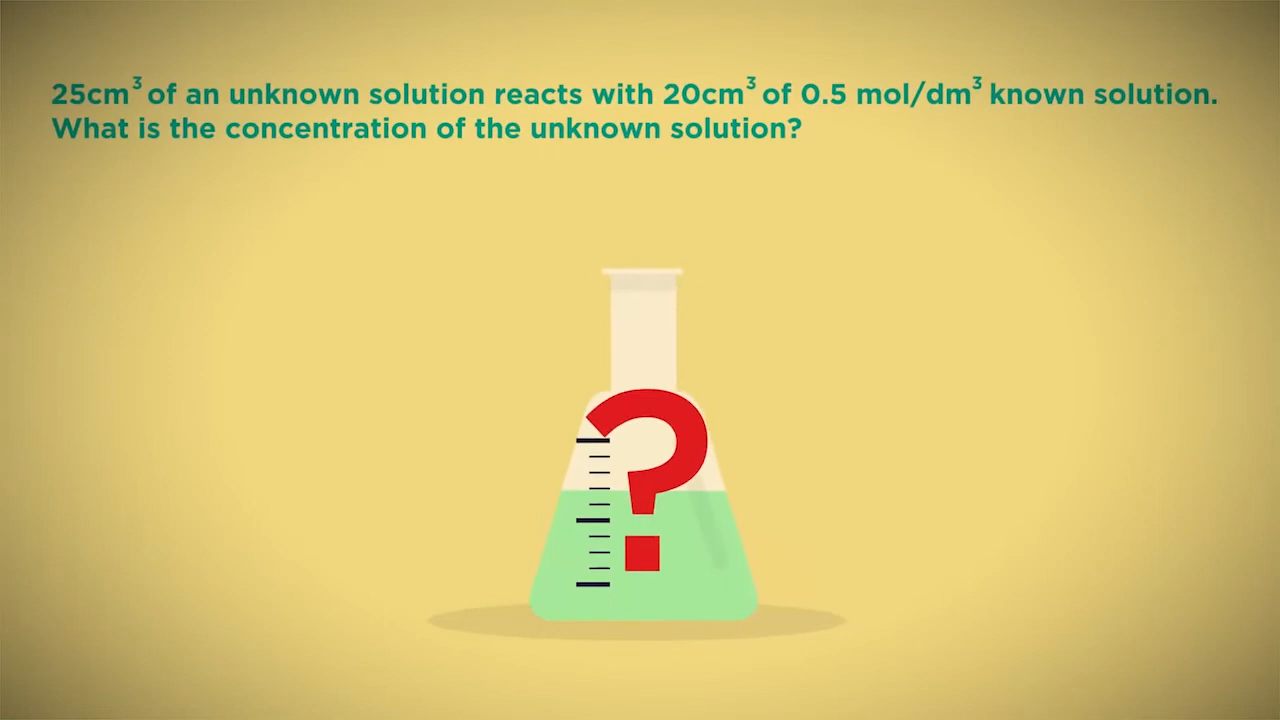 25cm³ of an unknown solution reacts with 20cm³ of 0.5 mol/dm³ known solution.
What is the concentration of the unknown solution?
?